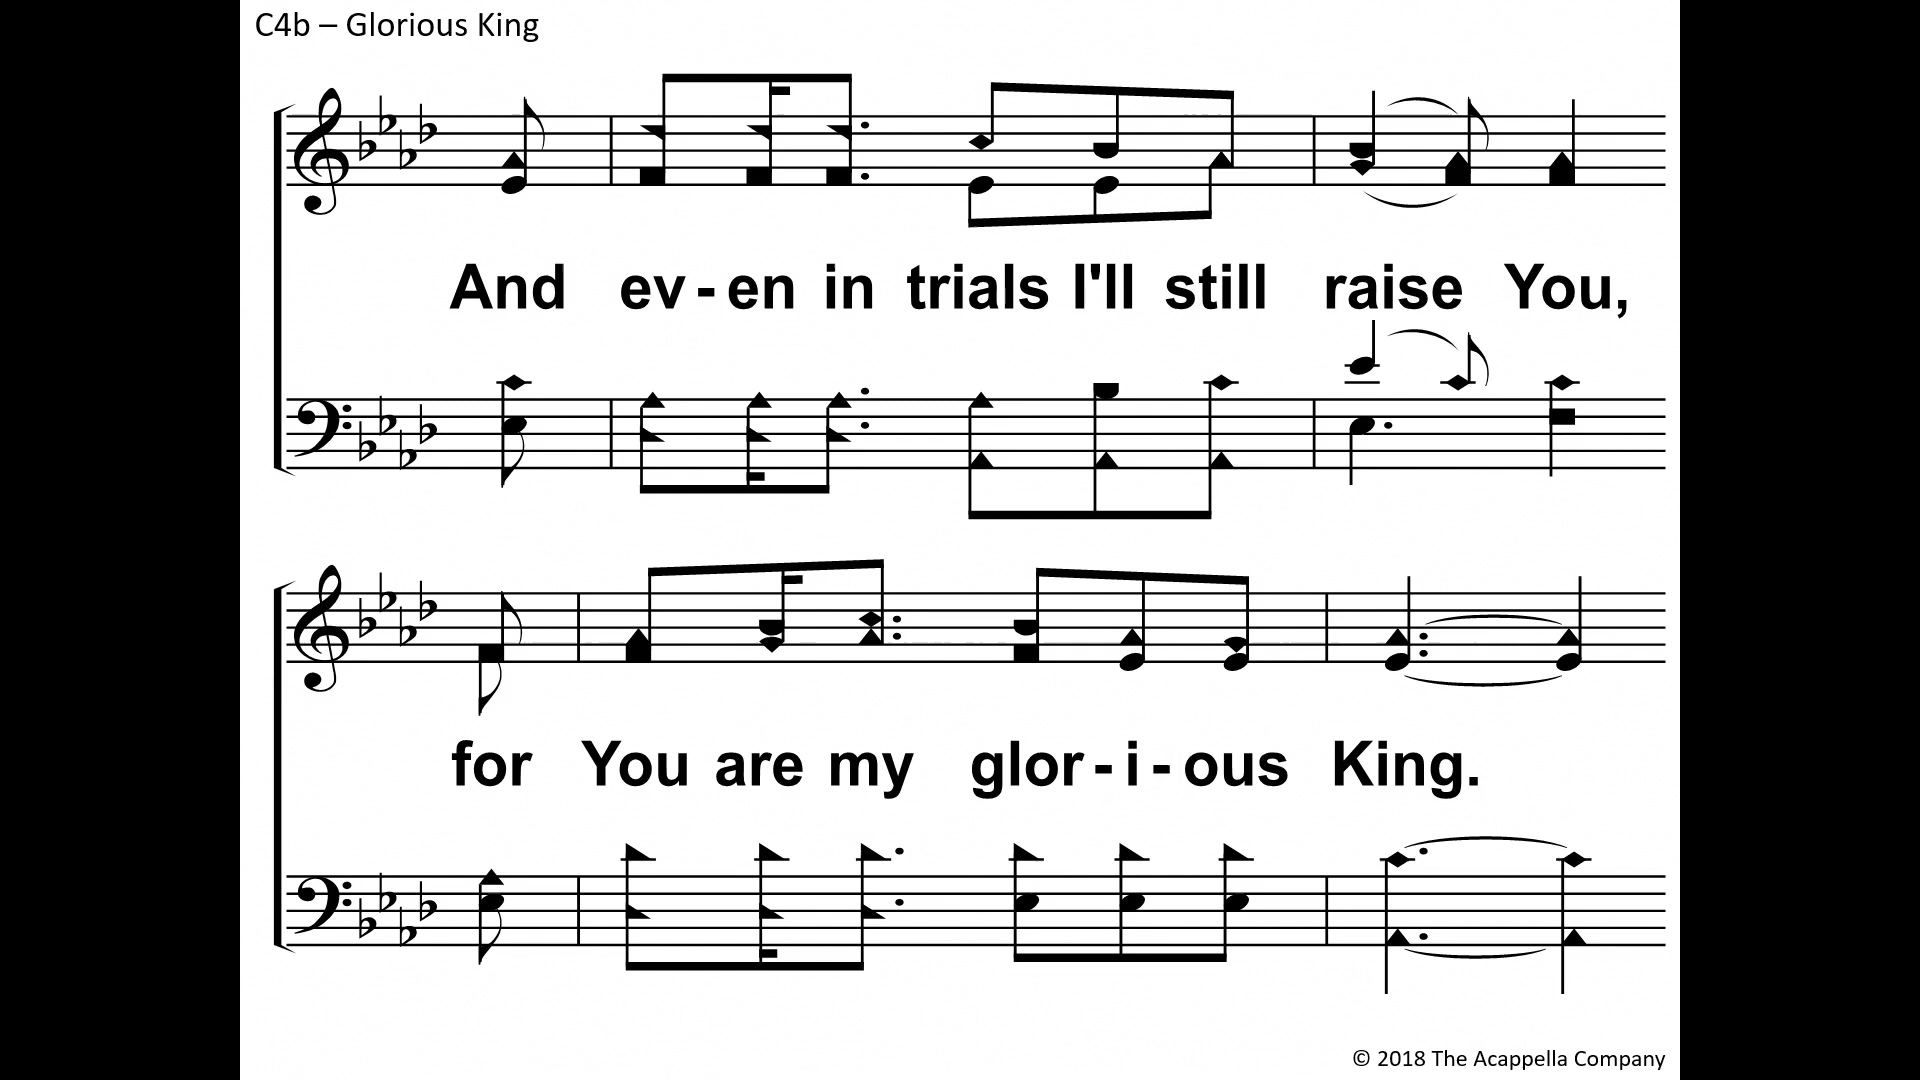 C4b – Glorious King
And ev - en in trials I'll still raise You,
for You are my glor - i - ous King.
© 2018 The Acappella Company